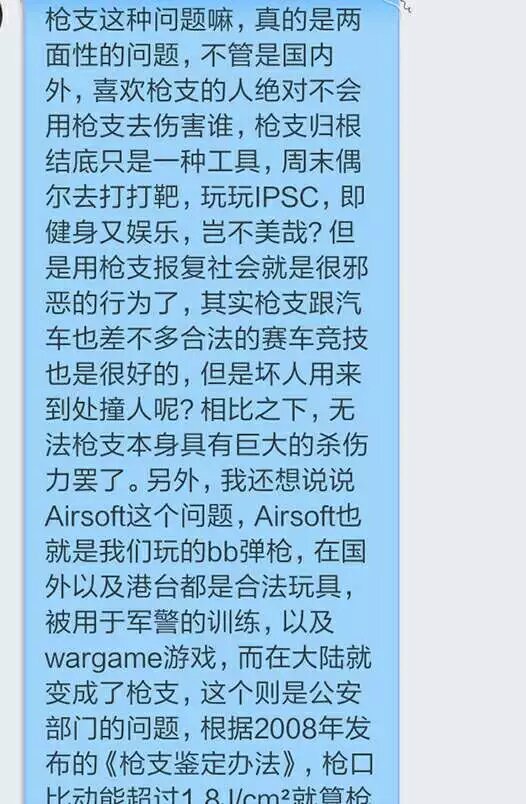 枪支这种问题嘛，真的是两
面性的问题，不管是国内
外，喜欢枪支的人绝对不会
用枪支去伤害谁，枪支归根
结底只是一种工具，周末偶
尔去打打靶，玩玩IPSC，即
健身又娱乐，岂不美哉？但
是用枪支报复社会就是很邪
恶的行为了，其实枪支跟汽
车也差不多合法的赛车竞技
也是很好的，但是坏人用来
到处撞人呢？相比之下，无
法枪支本身具有巨大的杀伤
力罢了。另外，我还想说说
Airsoft这个问题，Airsoft也
就是我们玩的bb弹枪，在国
外以及港台都是合法玩具，
被用于军警的训练，以及
wargame游戏，而在大陆就
变成了枪支，这个则是公安
部门的问题，根据2008年发
布的《枪支鉴定办法》，枪口
比动能超过1.8J/cm²就算枪